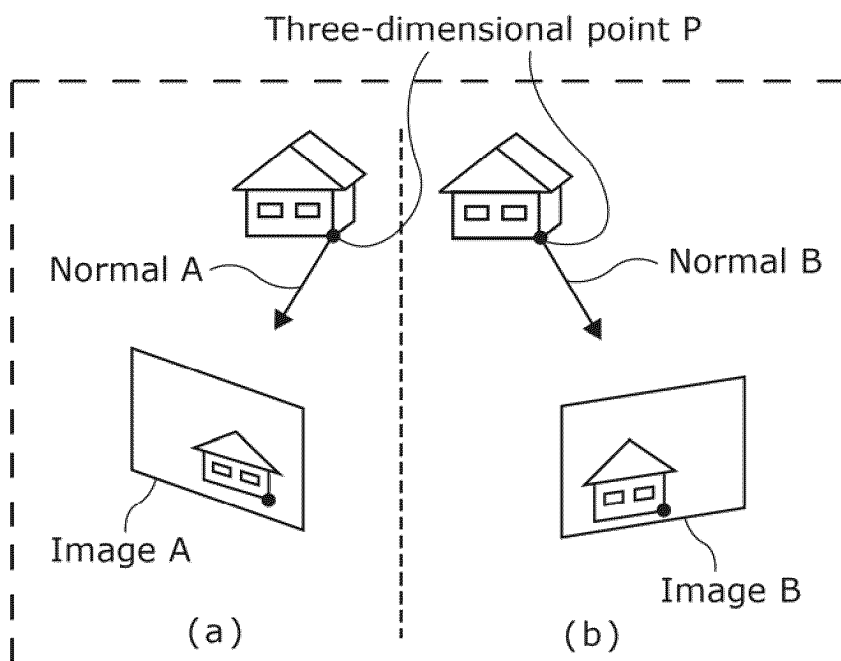 Three-dimensional point P
Normal A
Normal B
Image A
Image B
(a)
(b)